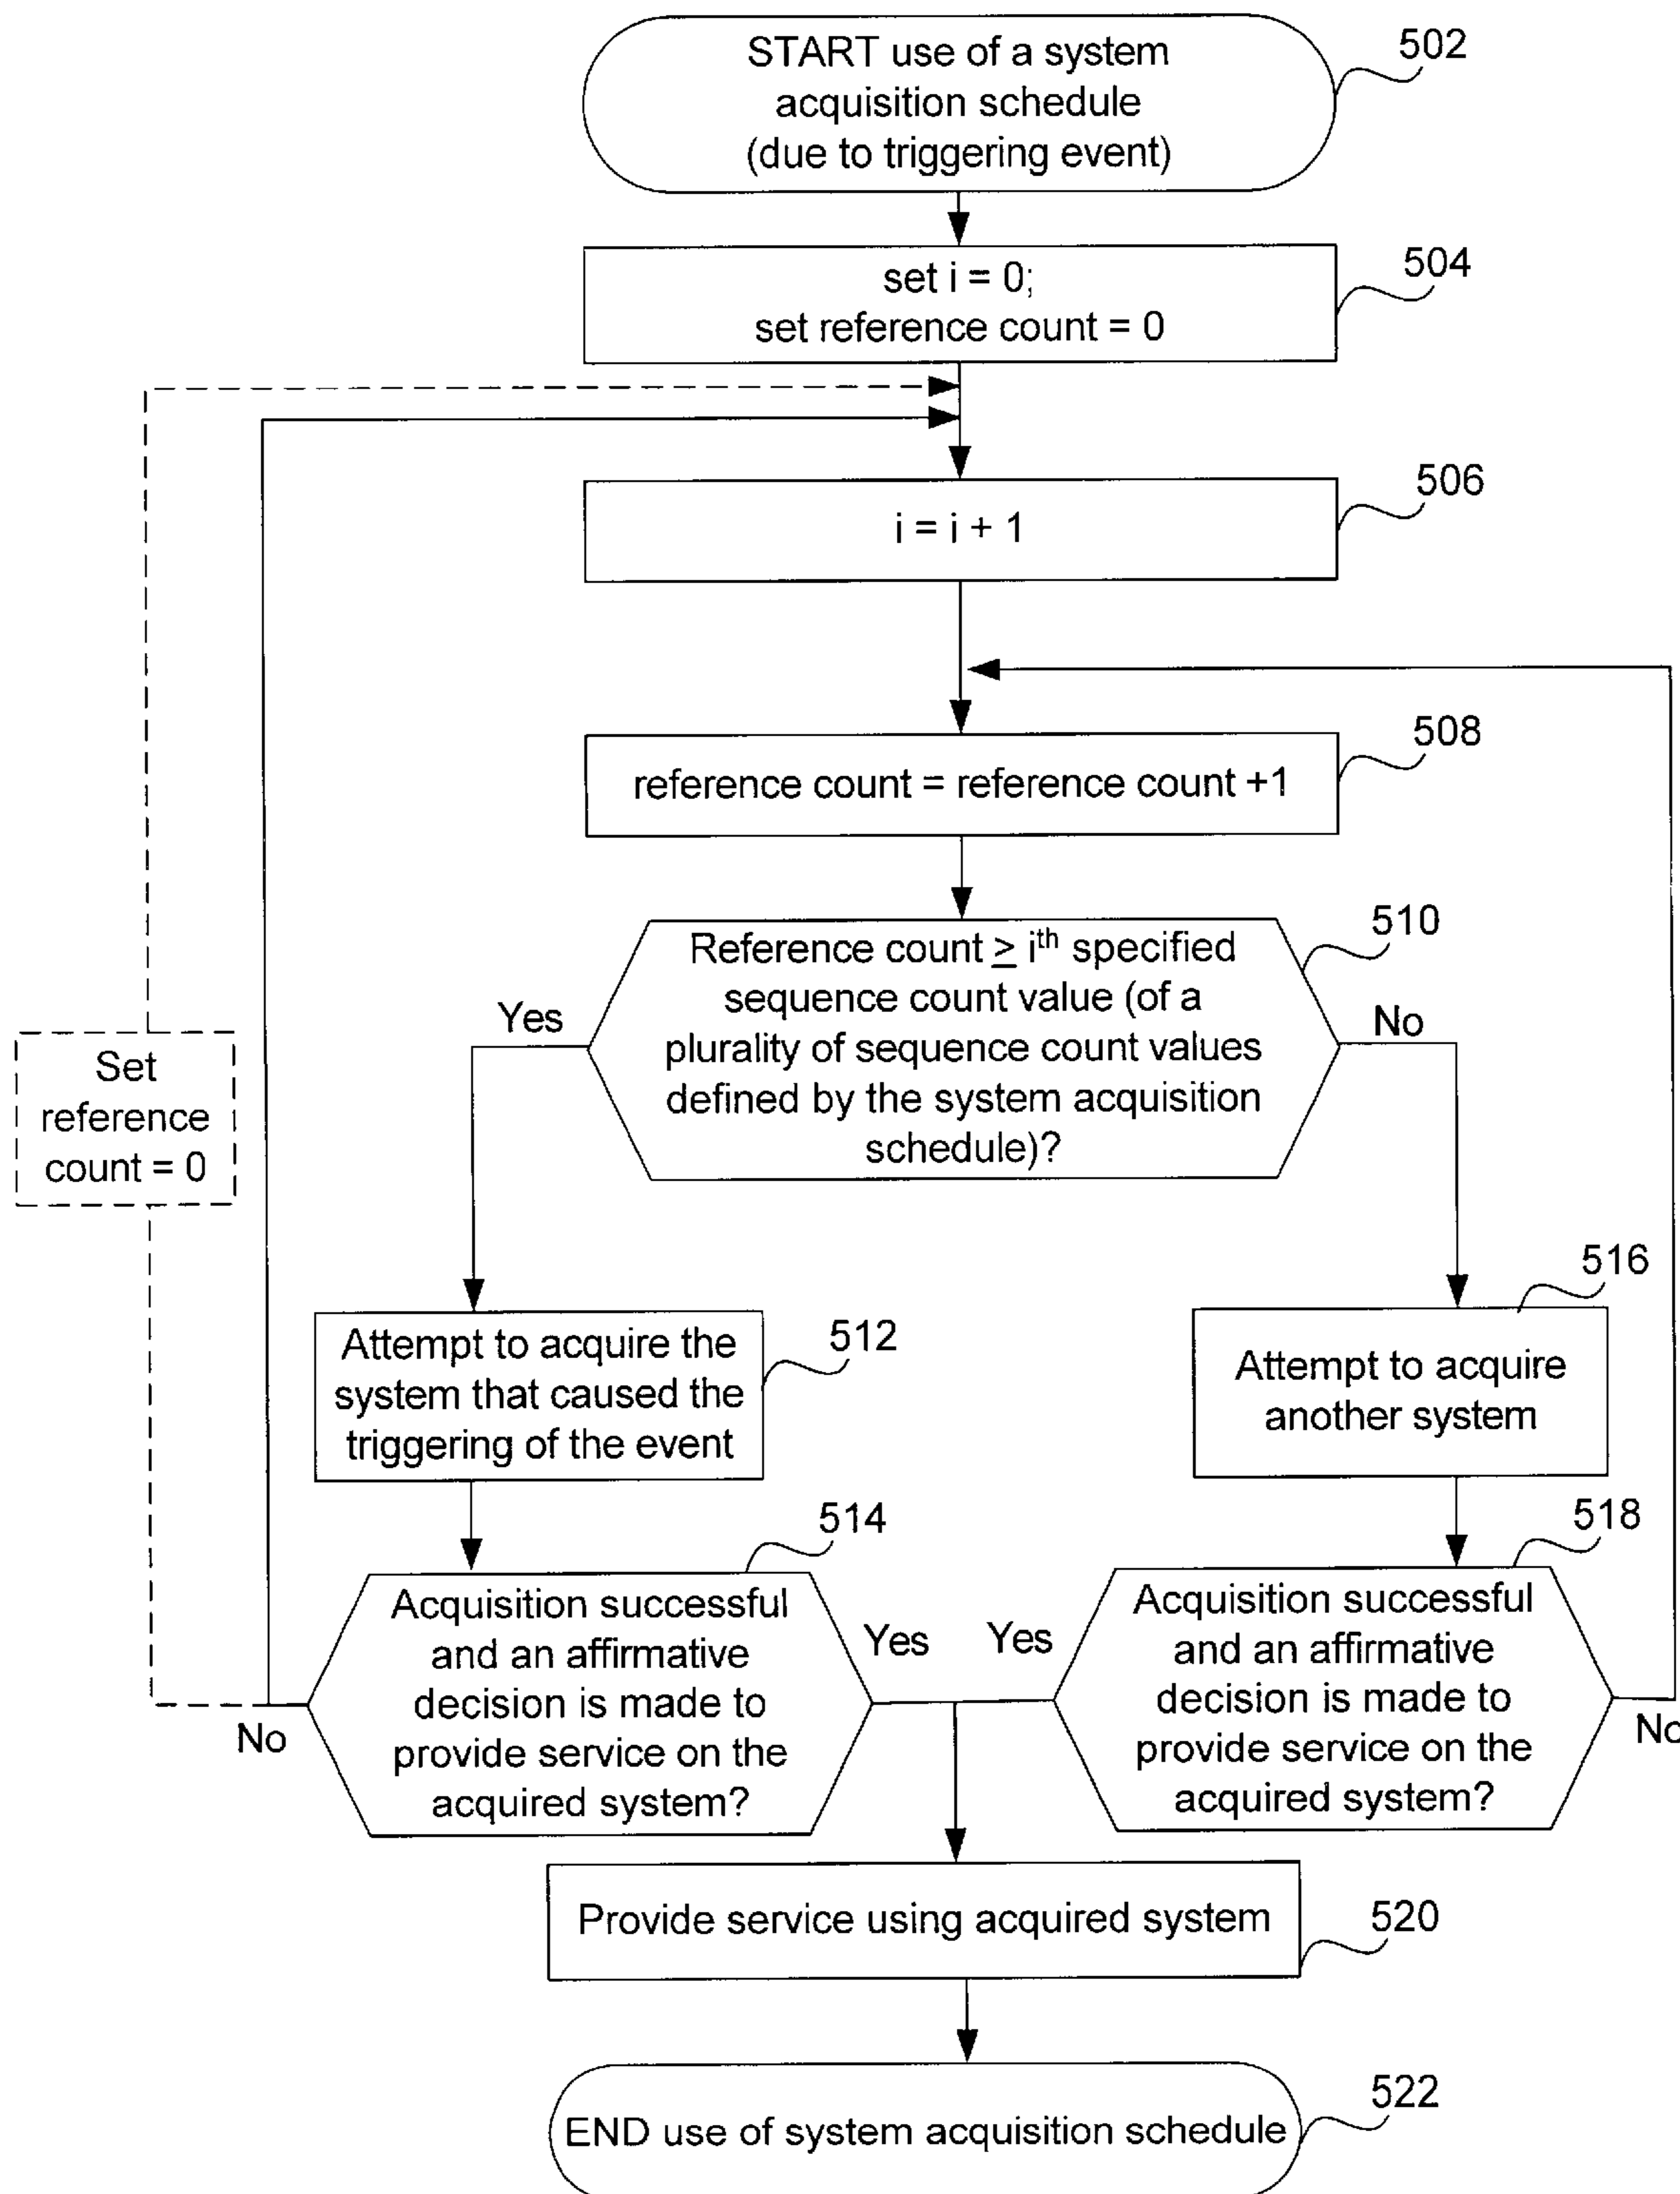 START use of a system
acquisition schedule
(due to triggering event)
502
set i = 0;
set reference count = 0
504
i = i + 1
506
reference count = reference count +1
508
Reference count ≥ iᵗʰ specified
sequence count value (of a
plurality of sequence count values
defined by the system acquisition
schedule)?
510
Yes
No
Set
reference
count = 0
Attempt to acquire the
system that caused the
triggering of the event
512
Attempt to acquire
another system
516
Acquisition successful
and an affirmative
decision is made to
provide service on the
acquired system?
514
Yes
No
Acquisition successful
and an affirmative
decision is made to
provide service on the
acquired system?
518
Yes
No
Provide service using acquired system
520
END use of system acquisition schedule
522